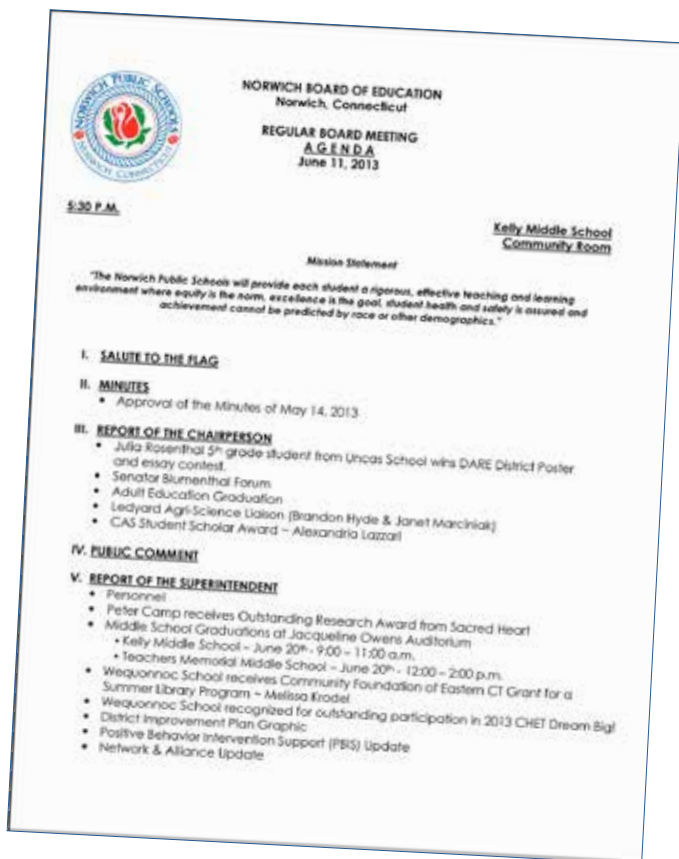 NORWICH PUBLIC SCHOOLS
NORWICH CONNECTICUT
NORWICH BOARD OF EDUCATION
Norwich, Connecticut
REGULAR BOARD MEETING
AGENDA
June 11, 2013
5:30 P.M.
Kelly Middle School
Community Room
Mission Statement
"The Norwich Public Schools will provide each student a rigorous, effective teaching and learning
environment where equity is the norm, excellence is the goal, student health and safety is assured and
achievement cannot be predicted by race or other demographics."
I. SALUTE TO THE FLAG
II. MINUTES
• Approval of the Minutes of May 14, 2013
III. REPORT OF THE CHAIRPERSON
• Julia Rosenthal 5th grade student from Uncas School wins DARE District Poster
and essay contest.
• Senator Blumenthal Forum
• Adult Education Graduation
• Ledyard Agri-Science Liaison (Brandon Hyde & Janet Marciniak)
• CAS Student Scholar Award – Alexandria Lazzari
IV. PUBLIC COMMENT
V. REPORT OF THE SUPERINTENDENT
• Personnel
• Peter Camp receives Outstanding Research Award from Sacred Heart
• Middle School Graduations at Jacqueline Owens Auditorium
• Kelly Middle School – June 20th - 9:00 – 11:00 a.m.
• Teachers Memorial Middle School – June 20th - 12:00 – 2:00 p.m.
• Wequonnoc School receives Community Foundation of Eastern CT Grant for a
Summer Library Program ~ Melissa Krodel
• Wequonnoc School recognized for outstanding participation in 2013 CHET Dream Big!
• District Improvement Plan Graphic
• Positive Behavior Intervention Support (PBIS) Update
• Network & Alliance Update